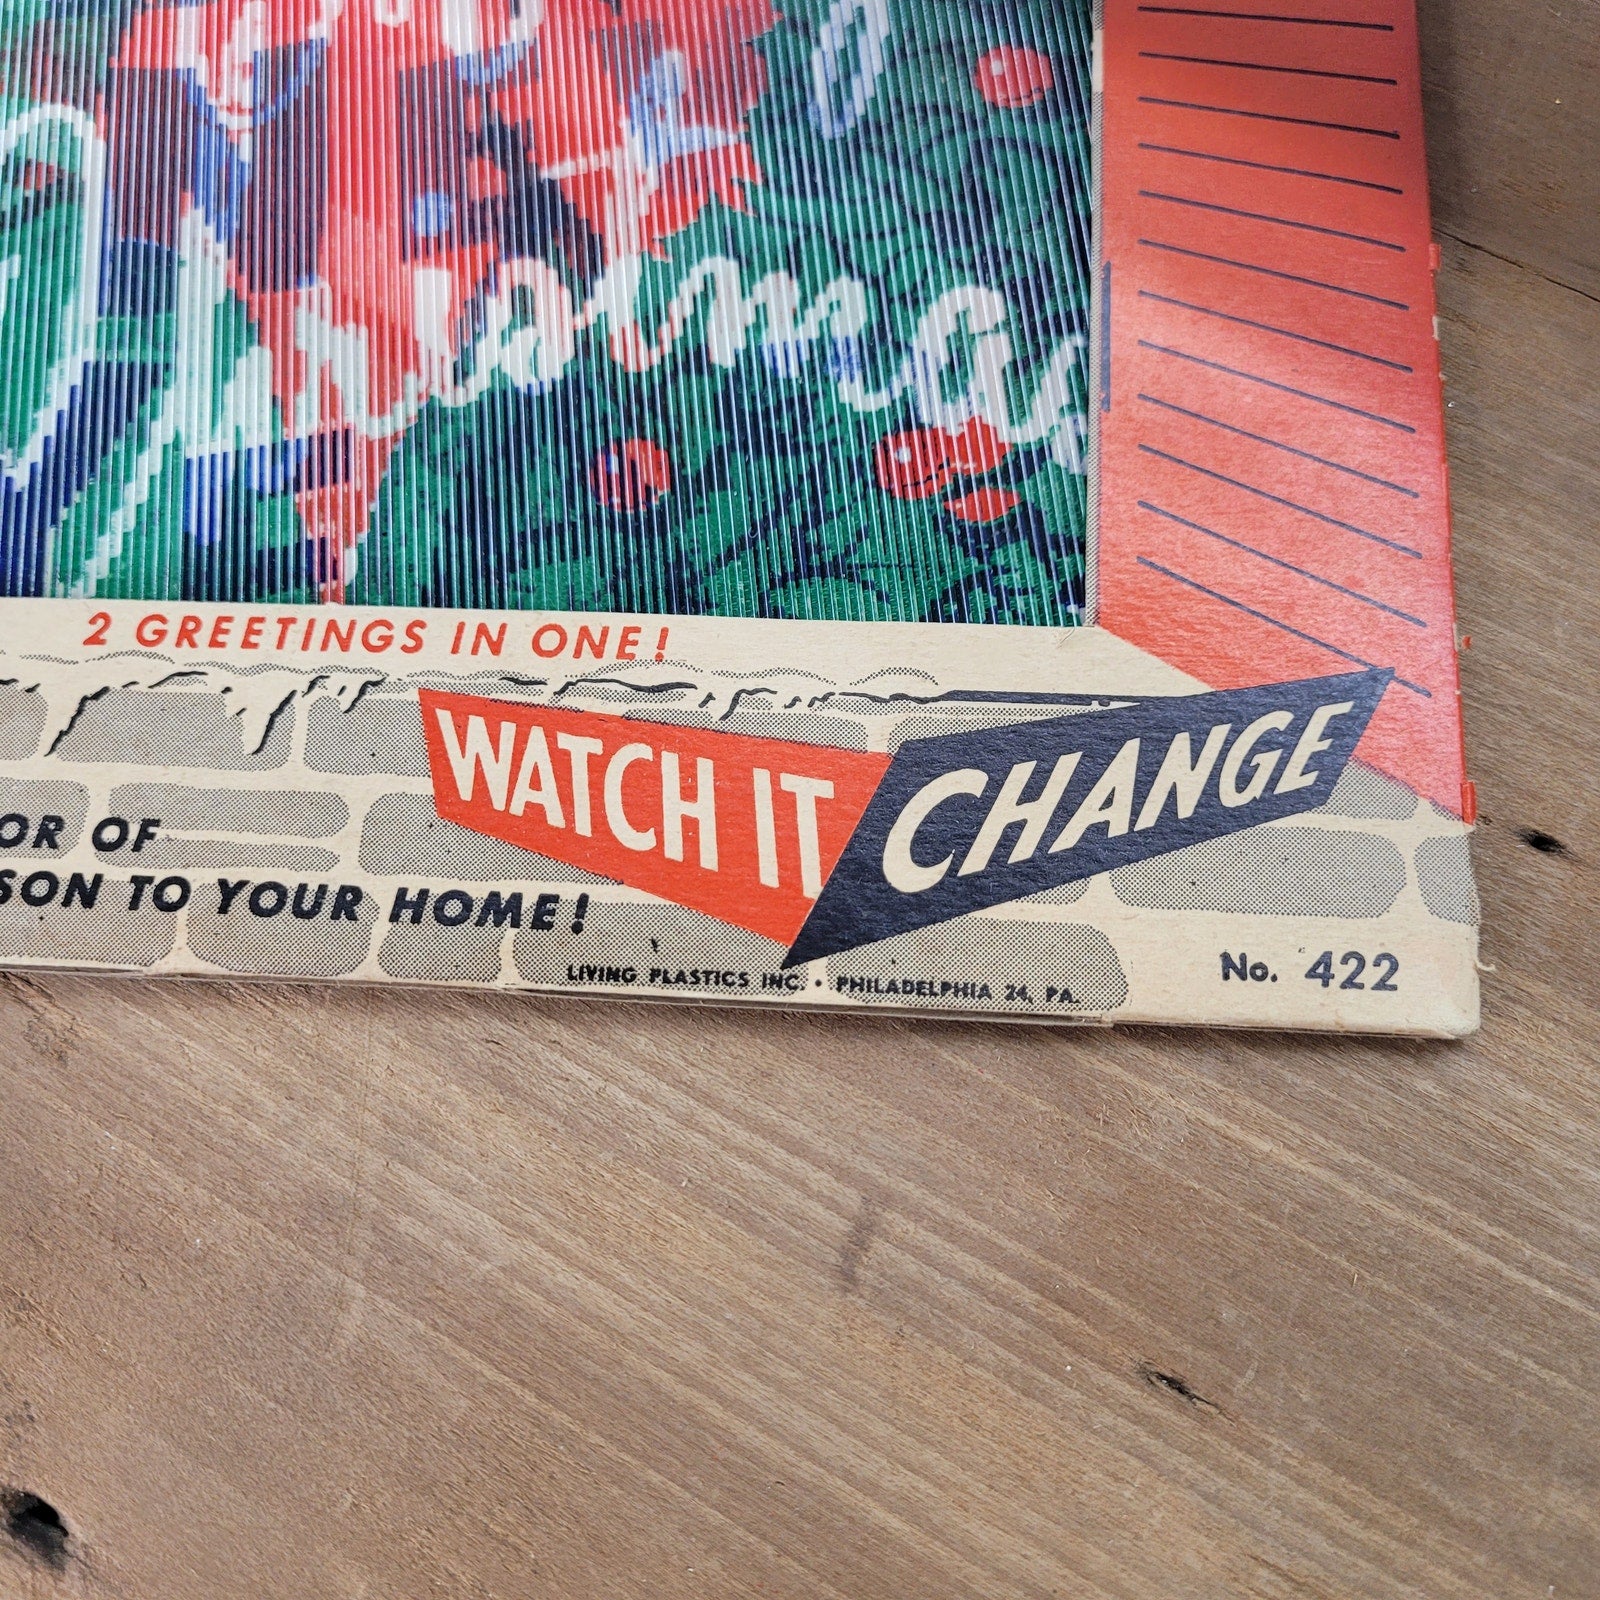 2 GREETINGS IN ONE!
WATCH IT CHANGE
OR OF
SON TO YOUR HOME!
LIVING PLASTICS INC. • PHILADELPHIA 24, PA.
No. 422